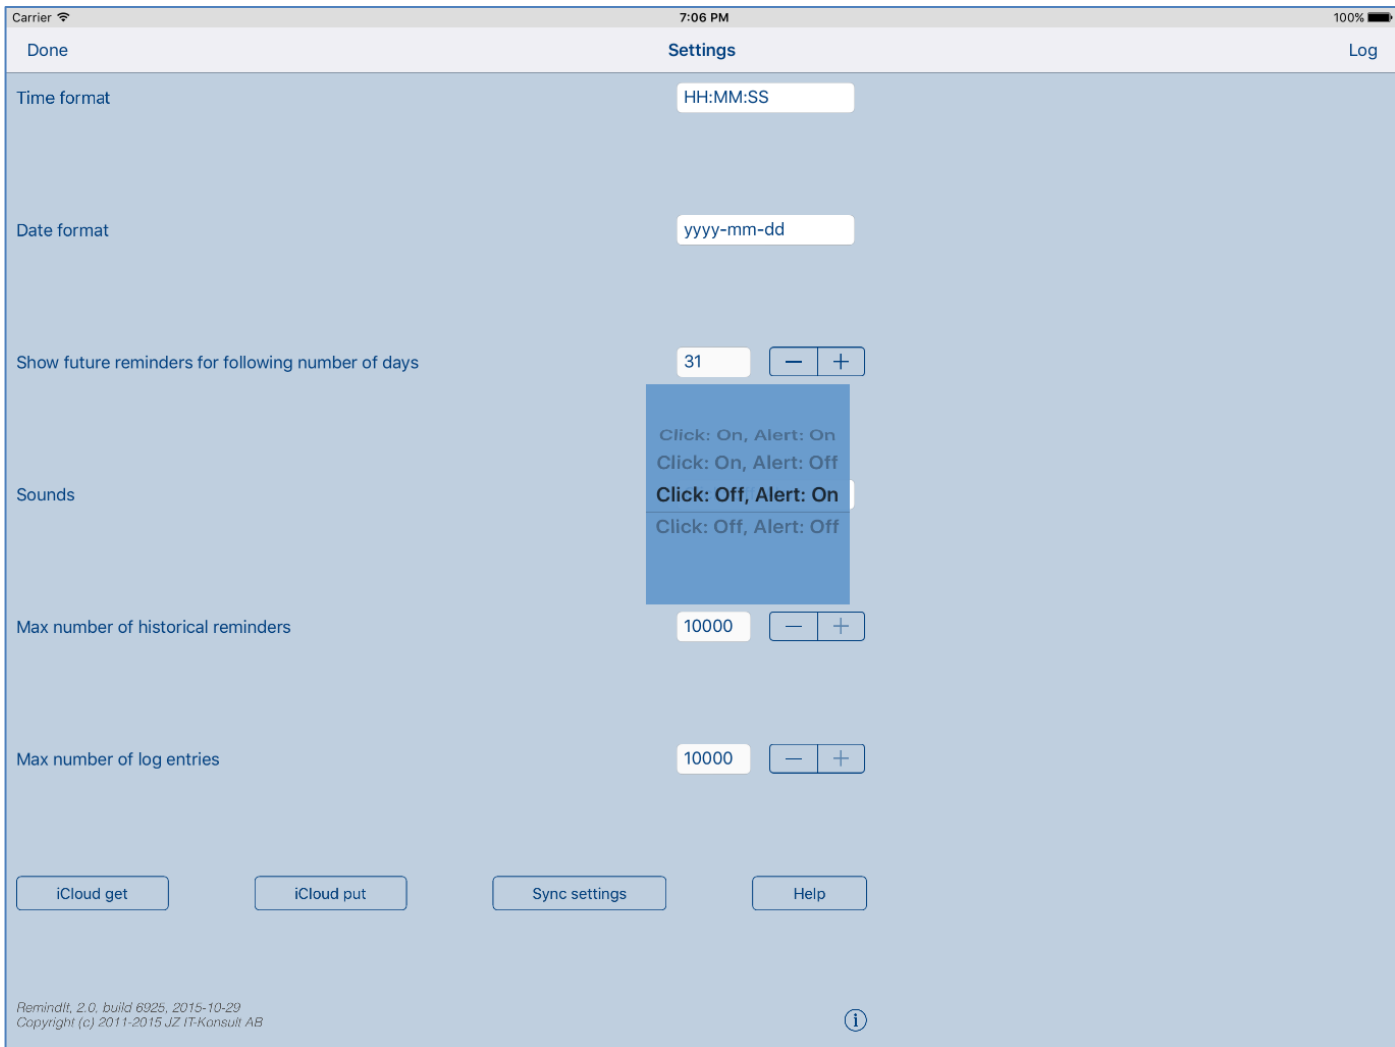 Carrier 7:06 PM 100%
Done Settings Log
Time format HH:MM:SS
Date format yyyy-mm-dd
Show future reminders for following number of days 31 − +
Click: On, Alert: On
Click: On, Alert: Off
Sounds Click: Off, Alert: On
Click: Off, Alert: Off
Max number of historical reminders 10000 − +
Max number of log entries 10000 − +
iCloud get iCloud put Sync settings Help
RemindIt, 2.0, build 6925, 2015-10-29
Copyright (c) 2011-2015 JZ IT-Konsult AB
i